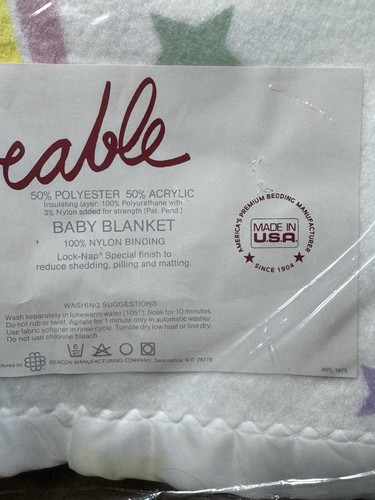 eable
50% POLYESTER 50% ACRYLIC
Insulating layer: 100% Polyurethane with
3% Nylon added for strength (Pat. Pend.)
BABY BLANKET
100% NYLON BINDING
Lock-Nap® Special finish to
reduce shedding, pilling and matting.
AMERICA'S PREMIUM BEDDING MANUFACTURER
MADE IN
U.S.A.
SINCE 1904
WASHING SUGGESTIONS
Wash separately in lukewarm water (105°). Soak for 10 minutes.
Do not rub or twist. Agitate for 1 minute only in automatic washer.
Use fabric softener in rinse cycle. Tumble dry low heat or line dry.
Do not use chlorine bleach.
BEACON MANUFACTURING COMPANY, Swannanoa, N.C. 28778
WPL 1675